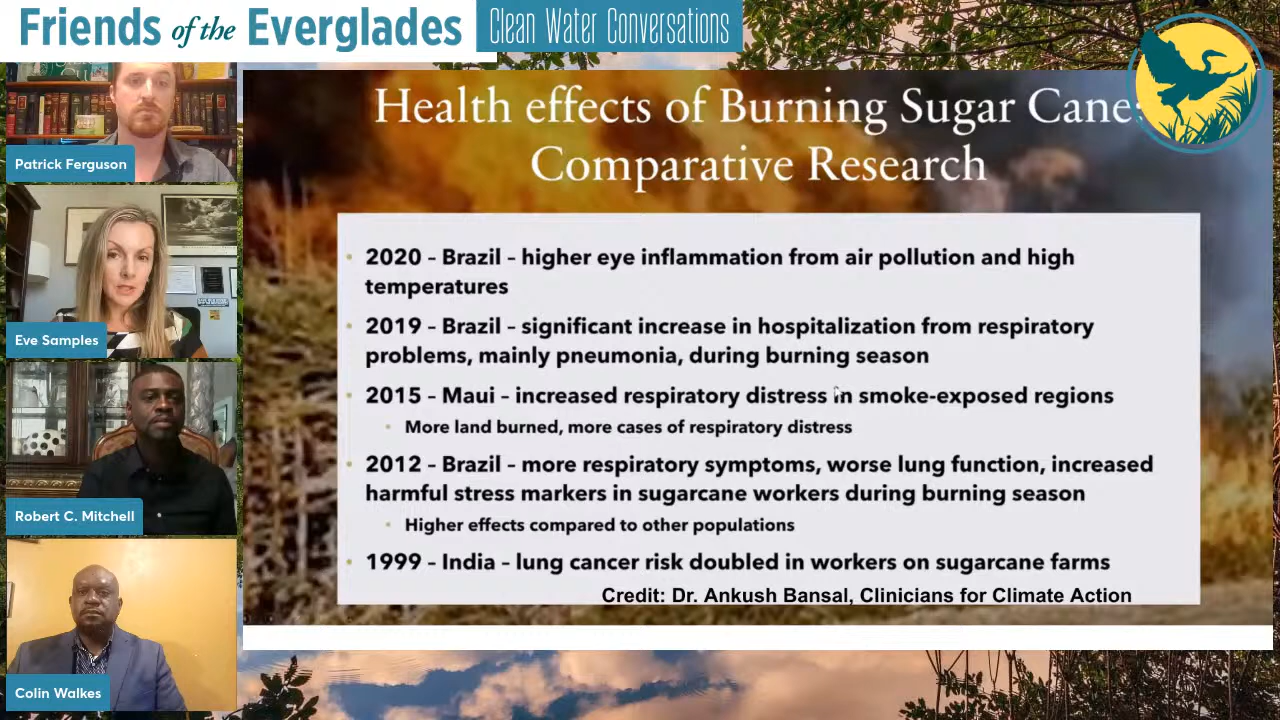 Friends of the Everglades Clean Water Conversations
Patrick Ferguson
Eve Samples
Robert C. Mitchell
Colin Walkes
Health effects of Burning Sugar Cane:
Comparative Research
• 2020 – Brazil – higher eye inflammation from air pollution and high
temperatures
• 2019 – Brazil – significant increase in hospitalization from respiratory
problems, mainly pneumonia, during burning season
• 2015 – Maui – increased respiratory distress in smoke-exposed regions
• More land burned, more cases of respiratory distress
• 2012 – Brazil – more respiratory symptoms, worse lung function, increased
harmful stress markers in sugarcane workers during burning season
• Higher effects compared to other populations
• 1999 – India – lung cancer risk doubled in workers on sugarcane farms
Credit: Dr. Ankush Bansal, Clinicians for Climate Action